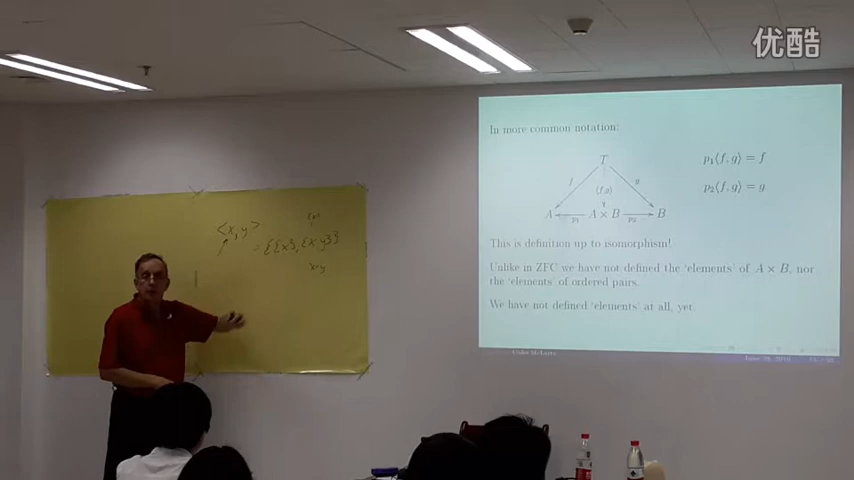 优酷
In more common notation:
T
f
g
⟨f,g⟩
A
p₁
A × B
p₂
B
p₁⟨f, g⟩ = f
p₂⟨f, g⟩ = g
This is definition up to isomorphism!
Unlike in ZFC we have not defined the 'elements' of A × B, nor
the 'elements' of ordered pairs.
We have not defined 'elements' at all, yet.
<x, y>
= {{x}, {x y}}
x=y
Colin McLarty